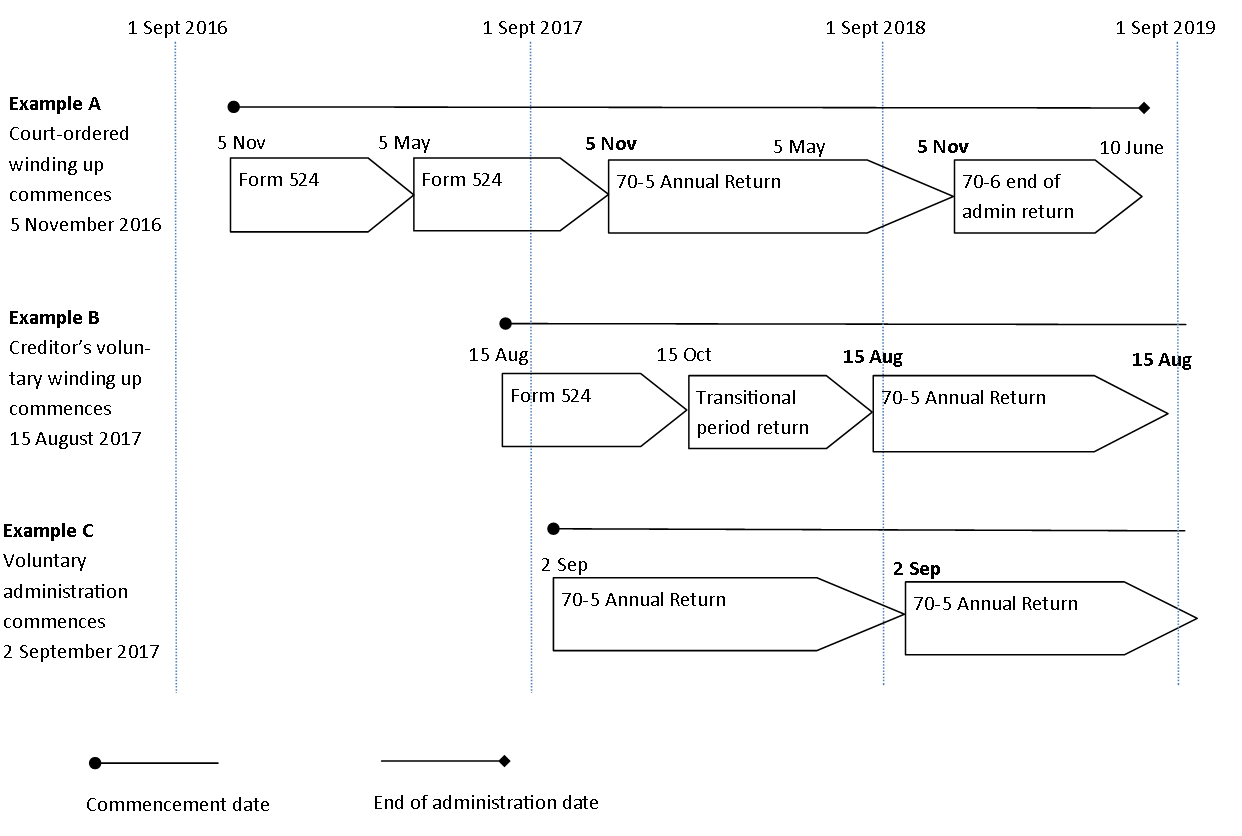 1 Sept 2016
1 Sept 2017
1 Sept 2018
1 Sept 2019
Example A
Court-ordered
winding up
commences
5 November 2016
5 Nov
5 May
5 Nov
5 May
5 Nov
10 June
Form 524
Form 524
70-5 Annual Return
70-6 end of
admin return
Example B
Creditor’s volun-
tary winding up
commences
15 August 2017
15 Aug
15 Oct
15 Aug
15 Aug
Form 524
Transitional
period return
70-5 Annual Return
Example C
Voluntary
administration
commences
2 September 2017
2 Sep
2 Sep
70-5 Annual Return
70-5 Annual Return
Commencement date
End of administration date